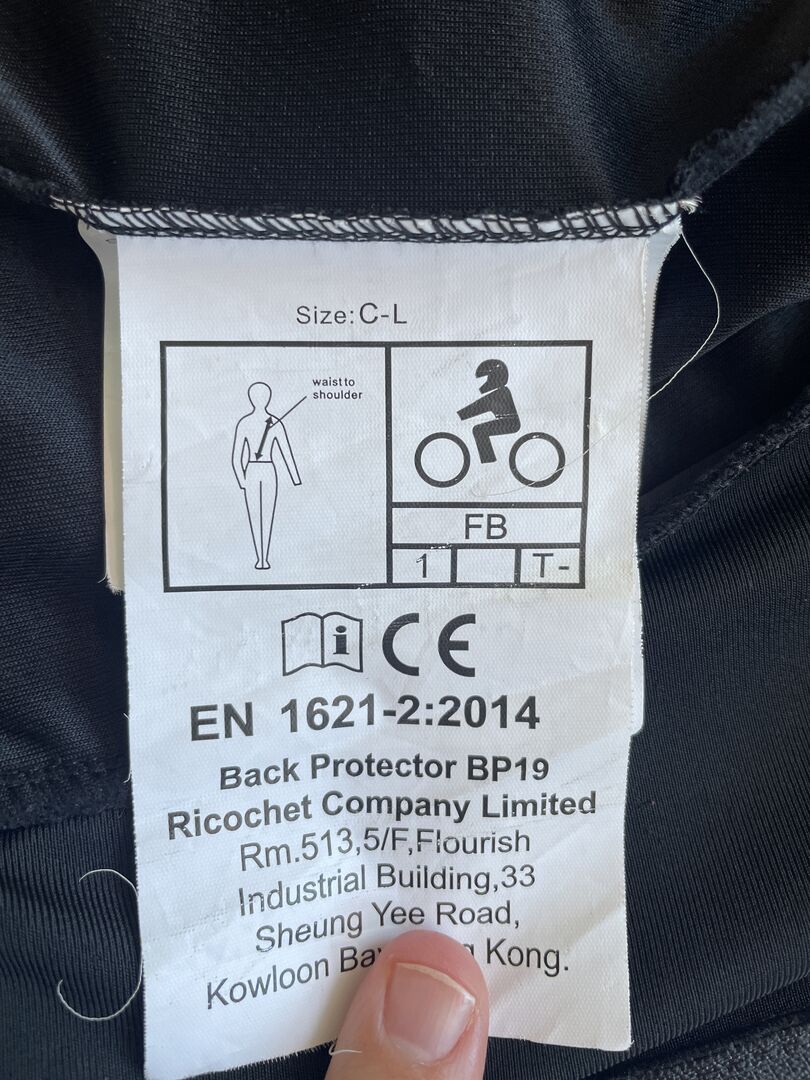 Size: C-L
waist to
shoulder
FB
1 T-
i
CE
EN 1621-2:2014
Back Protector BP19
Ricochet Company Limited
Rm.513,5/F,Flourish
Industrial Building,33
Sheung Yee Road,
Kowloon Kong.